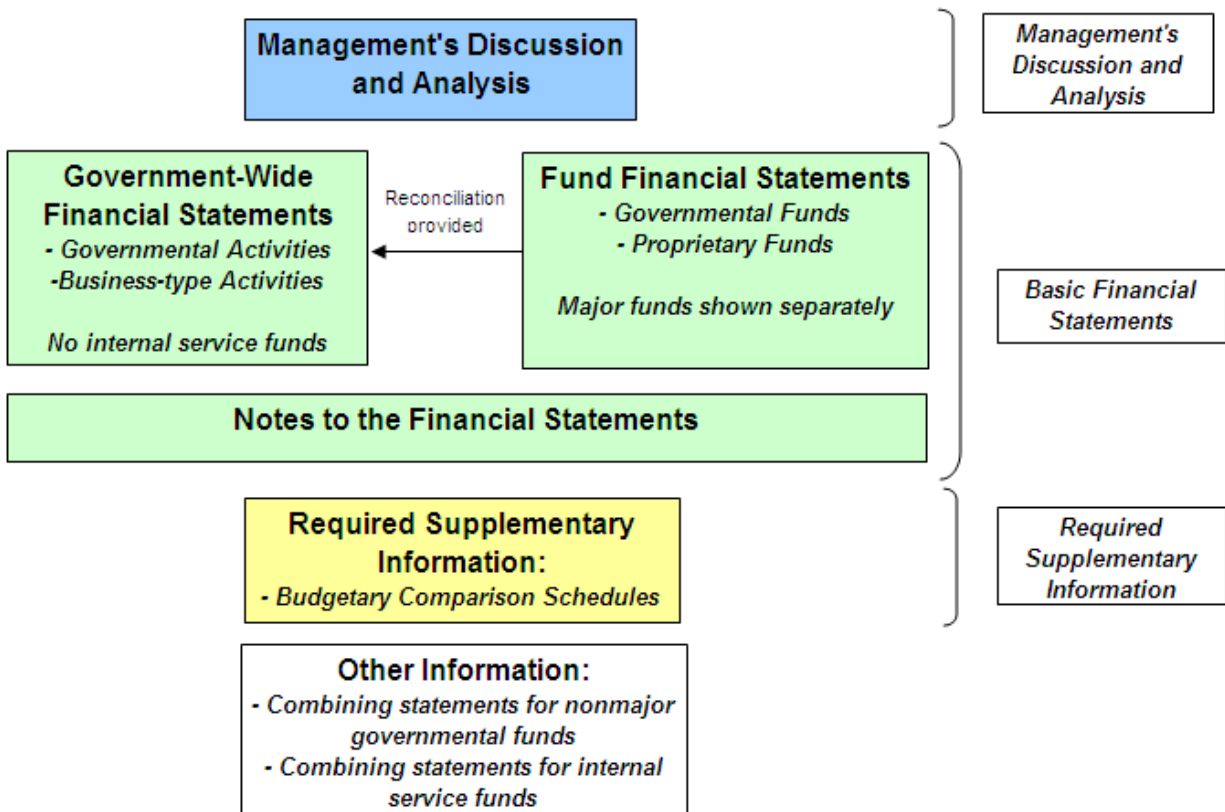 Management's Discussion
and Analysis
Management's
Discussion and
Analysis
Government-Wide
Financial Statements
- Governmental Activities
-Business-type Activities
No internal service funds
Reconciliation
provided
Fund Financial Statements
- Governmental Funds
- Proprietary Funds
Major funds shown separately
Basic Financial
Statements
Notes to the Financial Statements
Required Supplementary
Information:
- Budgetary Comparison Schedules
Required
Supplementary
Information
Other Information:
- Combining statements for nonmajor
governmental funds
- Combining statements for internal
service funds